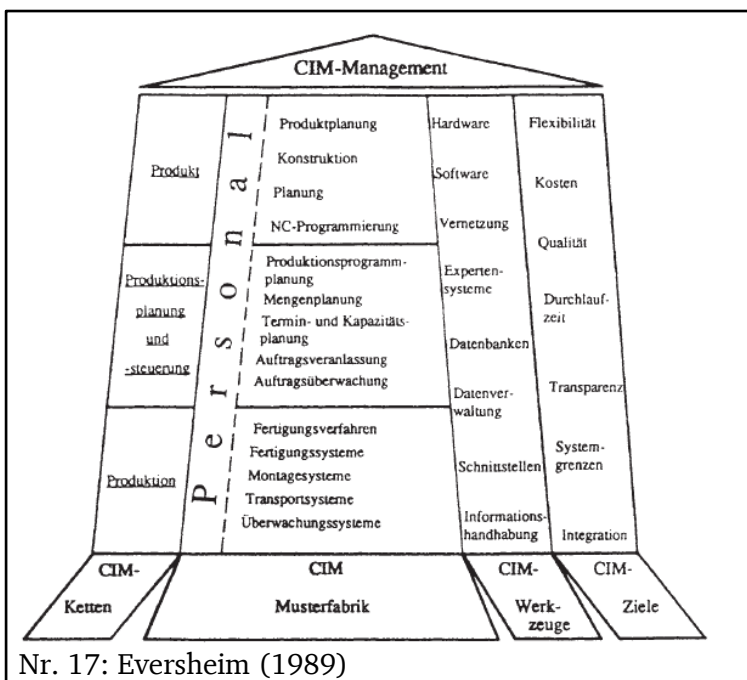 CIM-Management
Produkt
Produktions-
planung
und
-steuerung
Produktion
Personal
Produktplanung
Konstruktion
Planung
NC-Programmierung
Produktionsprogramm-
planung
Mengenplanung
Termin- und Kapazitäts-
planung
Auftragsveranlassung
Auftragsüberwachung
Fertigungsverfahren
Fertigungssysteme
Montagesysteme
Transportsysteme
Überwachungssysteme
Hardware
Software
Vernetzung
Experten-
systeme
Datenbanken
Datenver-
waltung
Schnittstellen
Informations-
handhabung
Flexibilität
Kosten
Qualität
Durchlauf-
zeit
Transparenz
System-
grenzen
Integration
CIM-
Ketten
CIM
Musterfabrik
CIM-
Werk-
zeuge
CIM-
Ziele
Nr. 17: Eversheim (1989)